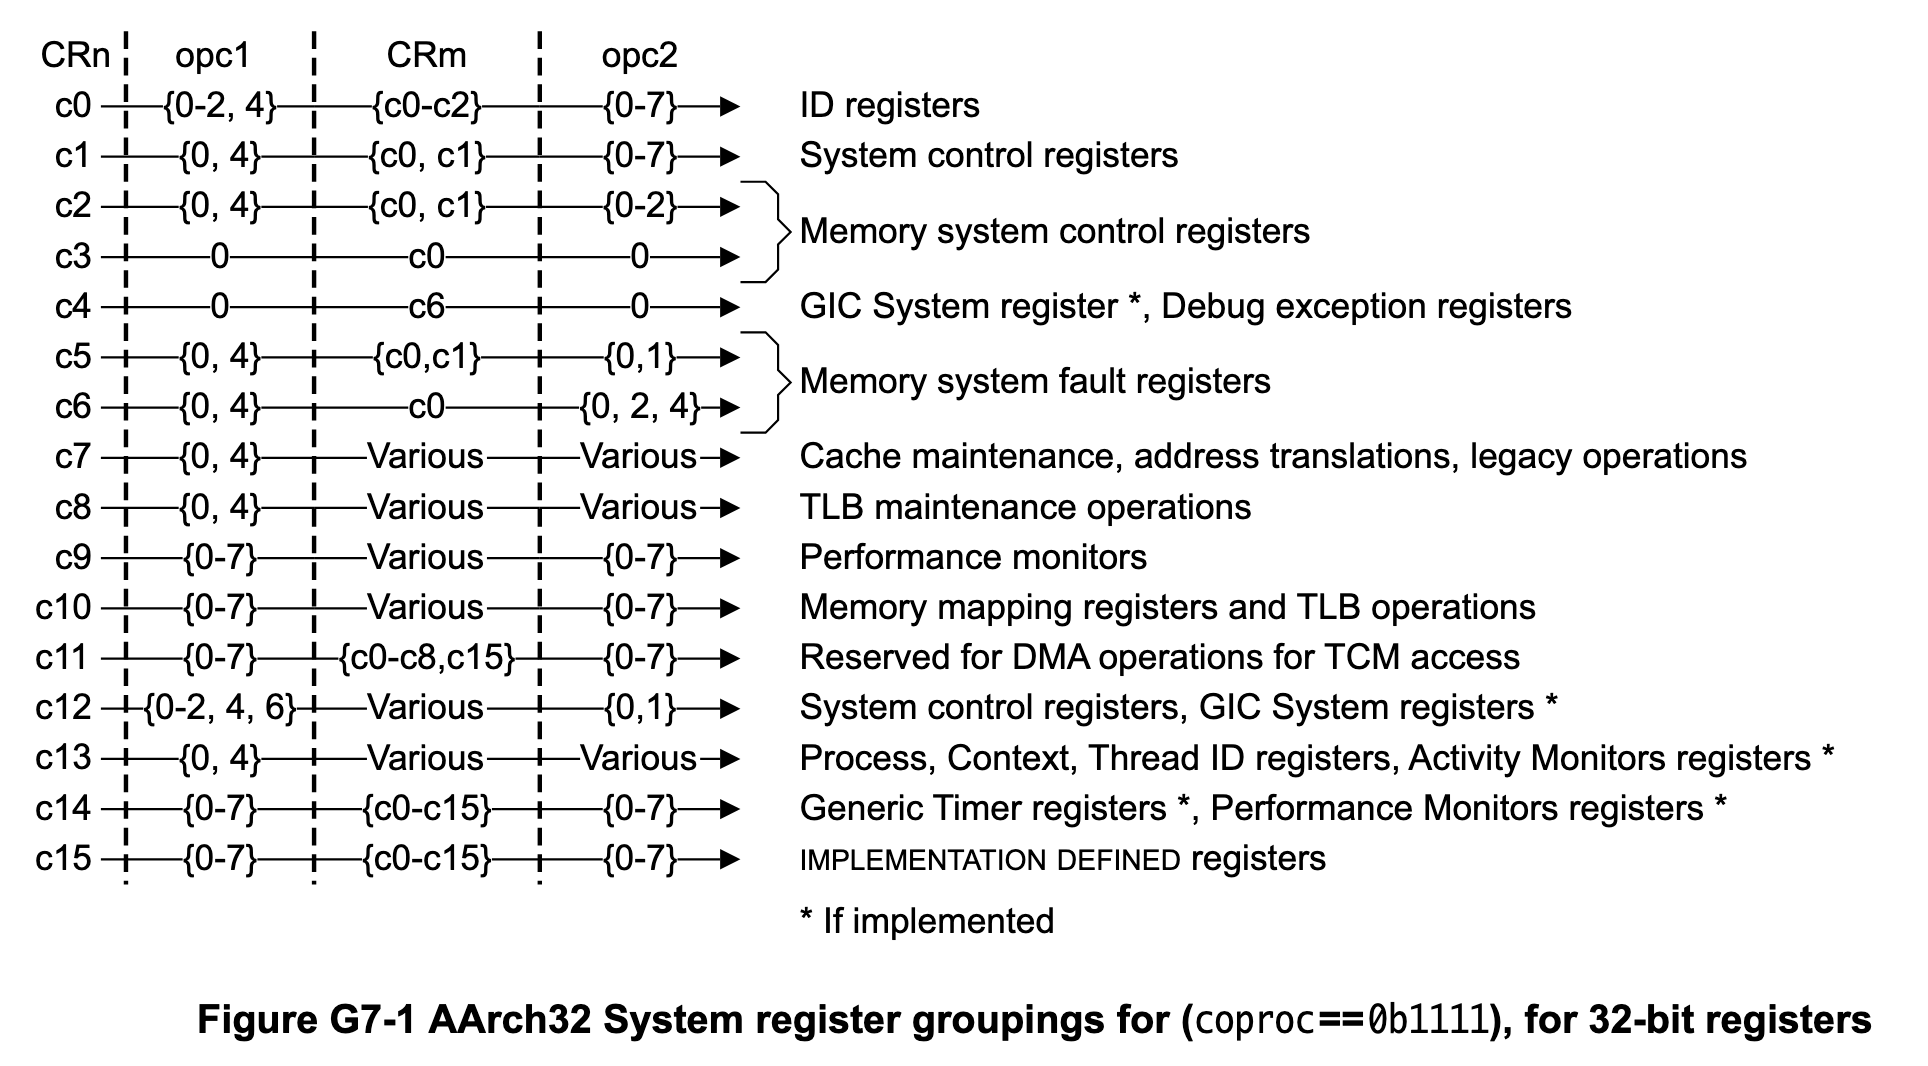 CRn opc1 CRm opc2
c0 {0-2, 4} {c0-c2} {0-7} ID registers
c1 {0, 4} {c0, c1} {0-7} System control registers
c2 {0, 4} {c0, c1} {0-2}
Memory system control registers
c3 0 c0 0
c4 0 c6 0 GIC System register *, Debug exception registers
c5 {0, 4} {c0,c1} {0,1}
Memory system fault registers
c6 {0, 4} c0 {0, 2, 4}
c7 {0, 4} Various Various Cache maintenance, address translations, legacy operations
c8 {0, 4} Various Various TLB maintenance operations
c9 {0-7} Various {0-7} Performance monitors
c10 {0-7} Various {0-7} Memory mapping registers and TLB operations
c11 {0-7} {c0-c8,c15} {0-7} Reserved for DMA operations for TCM access
c12 {0-2, 4, 6} Various {0,1} System control registers, GIC System registers *
c13 {0, 4} Various Various Process, Context, Thread ID registers, Activity Monitors registers *
c14 {0-7} {c0-c15} {0-7} Generic Timer registers *, Performance Monitors registers *
c15 {0-7} {c0-c15} {0-7} IMPLEMENTATION DEFINED registers
* If implemented
Figure G7-1 AArch32 System register groupings for (coproc==0b1111), for 32-bit registers